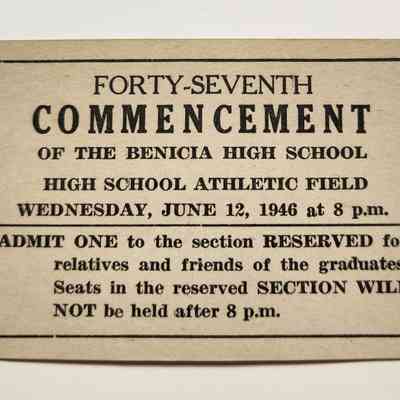 FORTY-SEVENTH
COMMENCEMENT
OF THE BENICIA HIGH SCHOOL
HIGH SCHOOL ATHLETIC FIELD
WEDNESDAY, JUNE 12, 1946 at 8 p.m.
ADMIT ONE to the section RESERVED fo
relatives and friends of the graduates
Seats in the reserved SECTION WILL
NOT be held after 8 p.m.